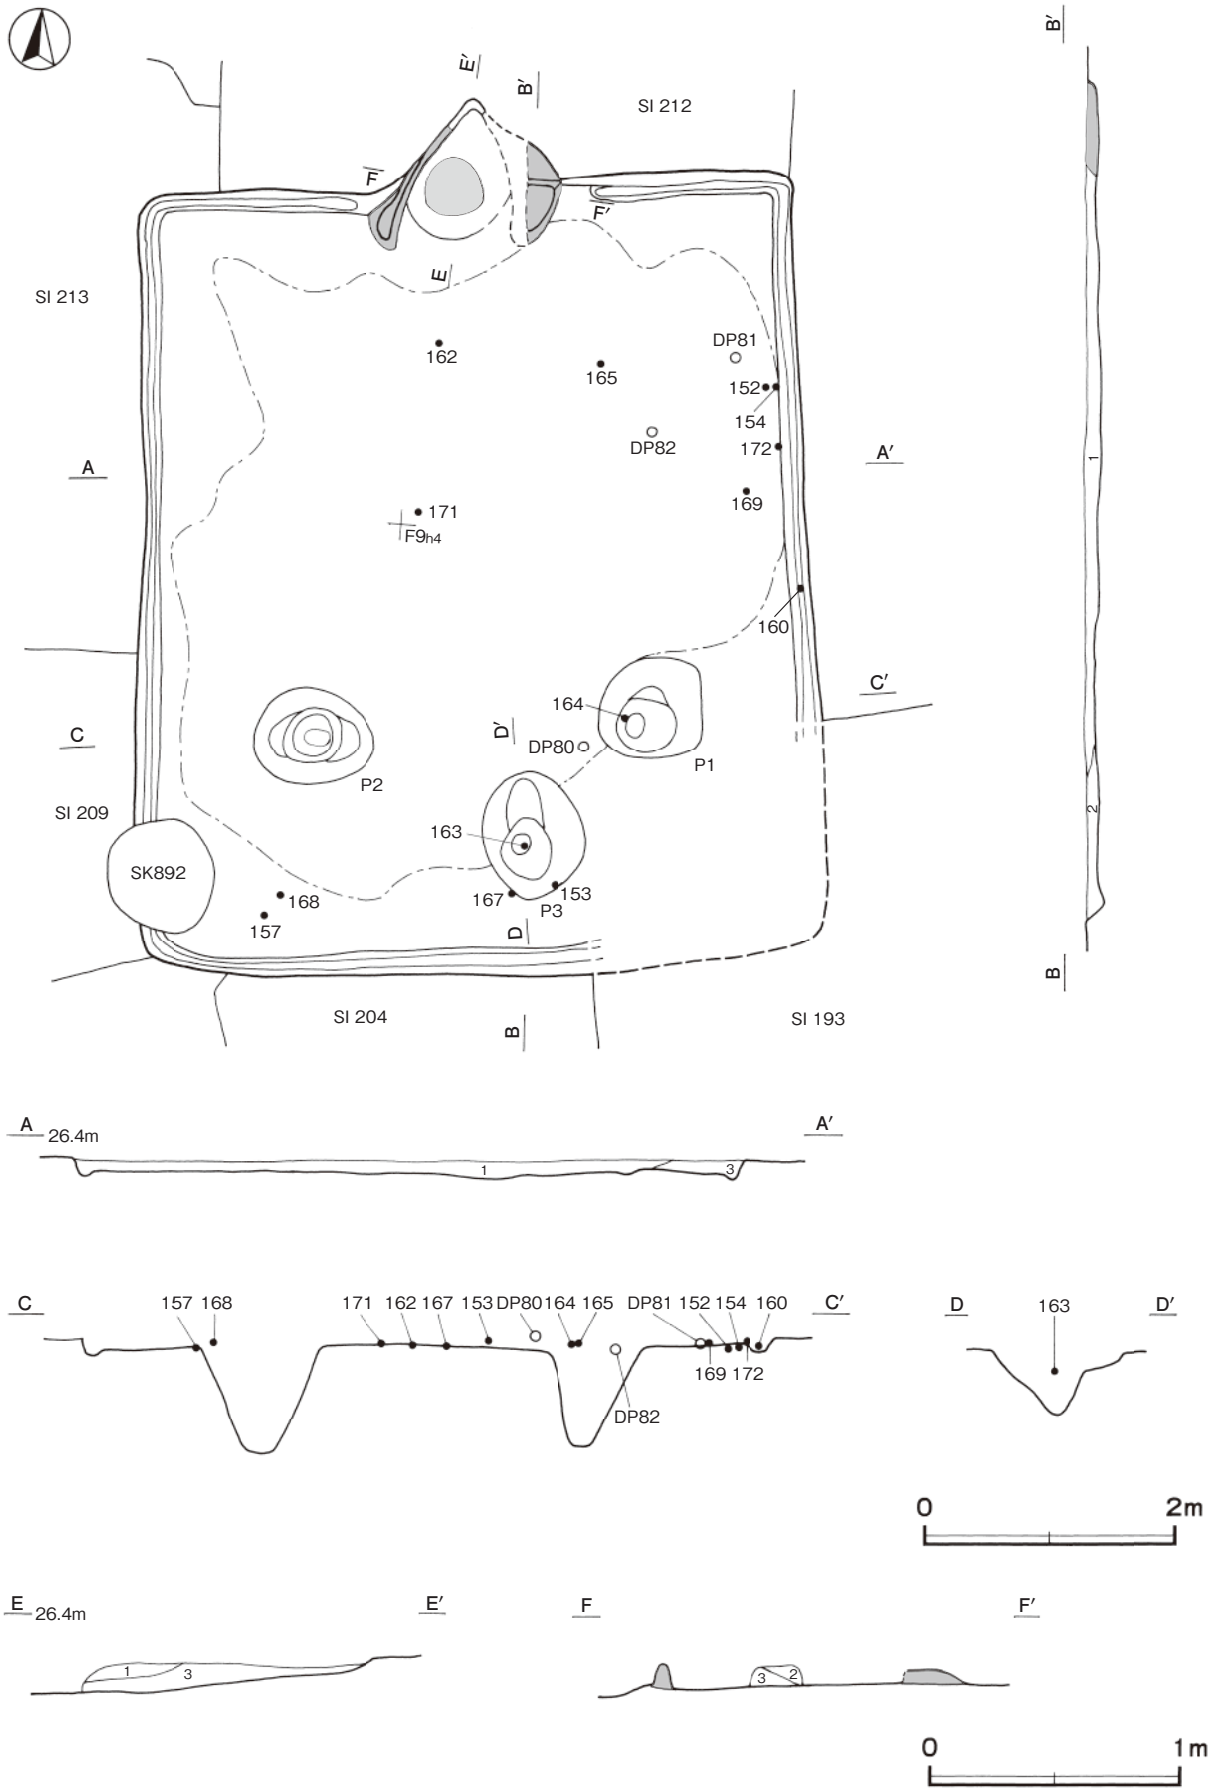 E′
B′
B′
SI 212
F
F′
E
SI 213
DP81
162
165
152
154
DP82
172
A
A′
1
169
171
F9h4
160
C′
164
C
D′
DP80
P1
P2
2
SI 209
163
SK892
168
167
153
P3
157
D
B
SI 204
B
SI 193
A 26.4m
A′
1
3
C
157 168
171 162 167 153 DP80 164 165 DP81 152 154 160
C′
D
163
D′
169 172
DP82
0 2m
E 26.4m
E′
F
F′
1
3
3
2
0 1m